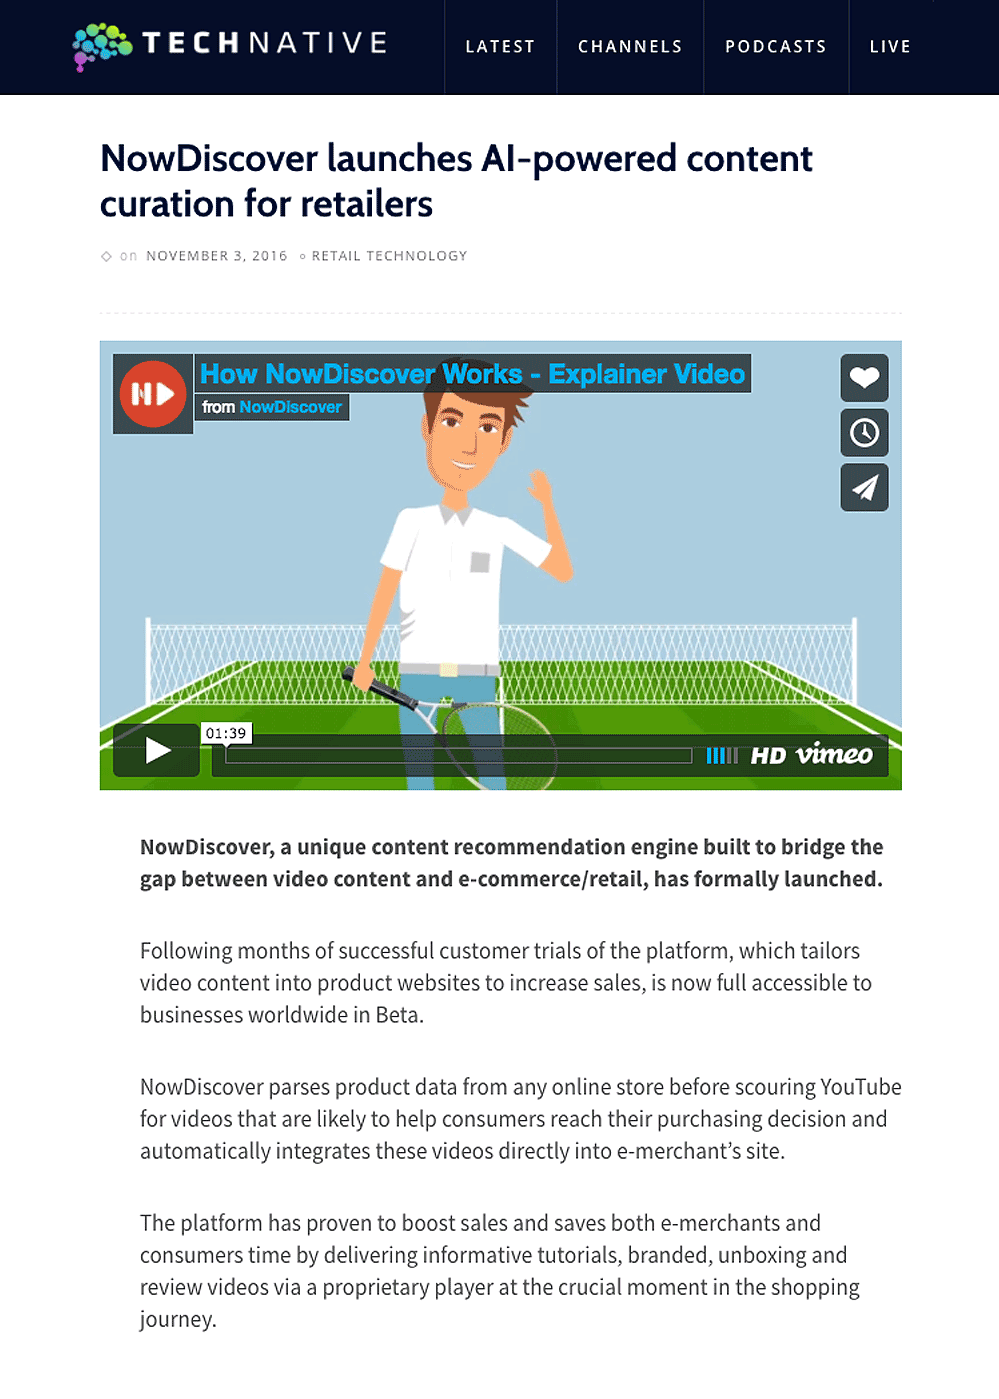 TECHNATIVE
LATEST
CHANNELS
PODCASTS
LIVE
NowDiscover launches AI-powered content
curation for retailers
on NOVEMBER 3, 2016 RETAIL TECHNOLOGY
How NowDiscover Works - Explainer Video
from NowDiscover
01:39
HD vimeo
NowDiscover, a unique content recommendation engine built to bridge the
gap between video content and e-commerce/retail, has formally launched.
Following months of successful customer trials of the platform, which tailors
video content into product websites to increase sales, is now full accessible to
businesses worldwide in Beta.
NowDiscover parses product data from any online store before scouring YouTube
for videos that are likely to help consumers reach their purchasing decision and
automatically integrates these videos directly into e-merchant’s site.
The platform has proven to boost sales and saves both e-merchants and
consumers time by delivering informative tutorials, branded, unboxing and
review videos via a proprietary player at the crucial moment in the shopping
journey.